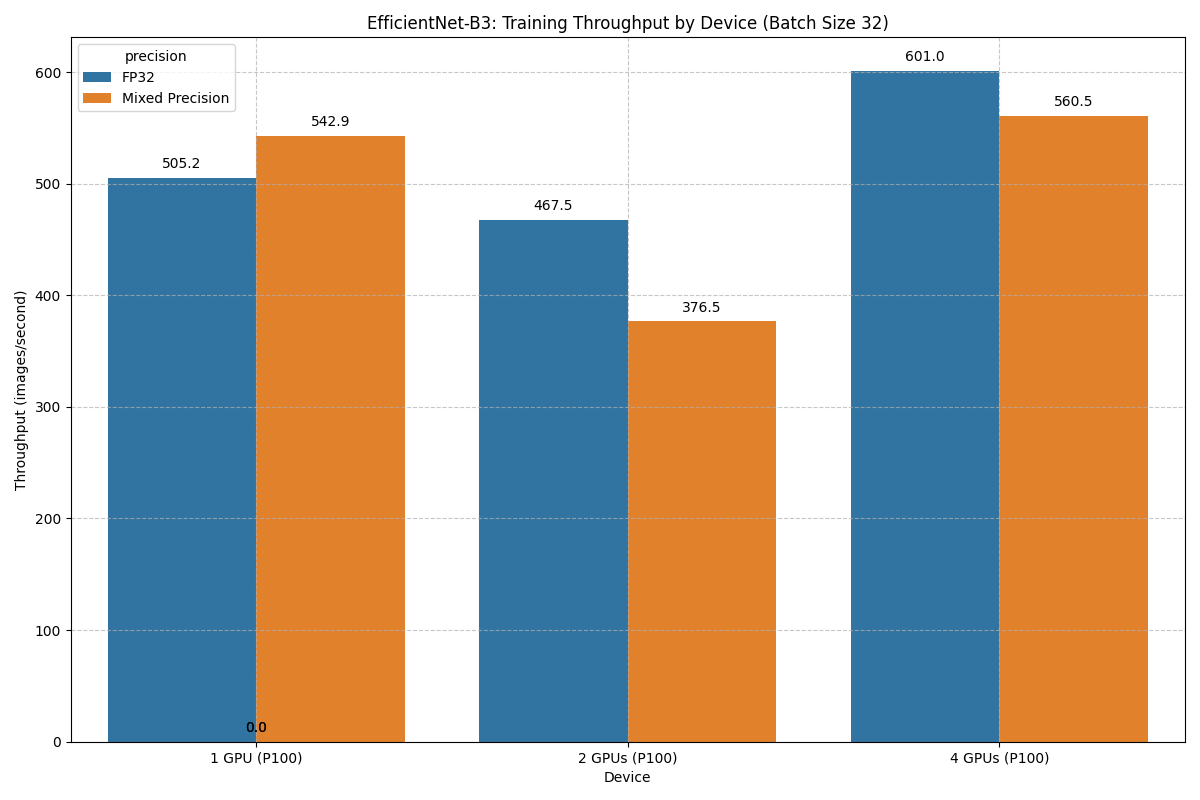 EfficientNet-B3: Training Throughput by Device (Batch Size 32)
precision
FP32
Mixed Precision
Throughput (images/second)
600
500
400
300
200
100
0
505.2
542.9
467.5
376.5
601.0
560.5
0.0
1 GPU (P100)
2 GPUs (P100)
4 GPUs (P100)
Device